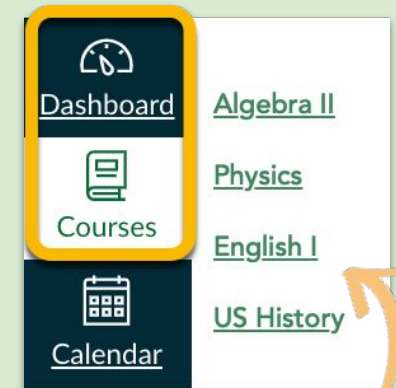 Dashboard
Courses
Calendar
Algebra II
Physics
English I
US History